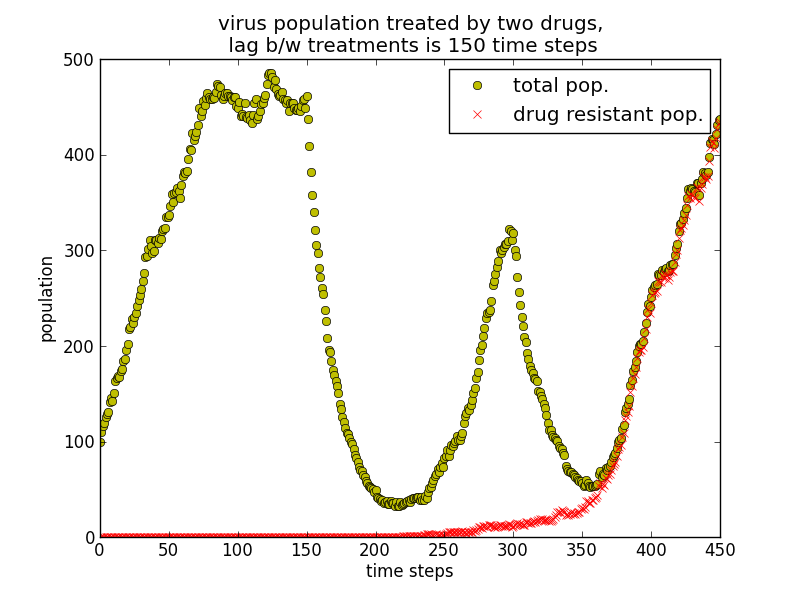 virus population treated by two drugs,
lag b/w treatments is 150 time steps
total pop.
drug resistant pop.
500
400
300
200
100
0
population
0 50 100 150 200 250 300 350 400 450
time steps